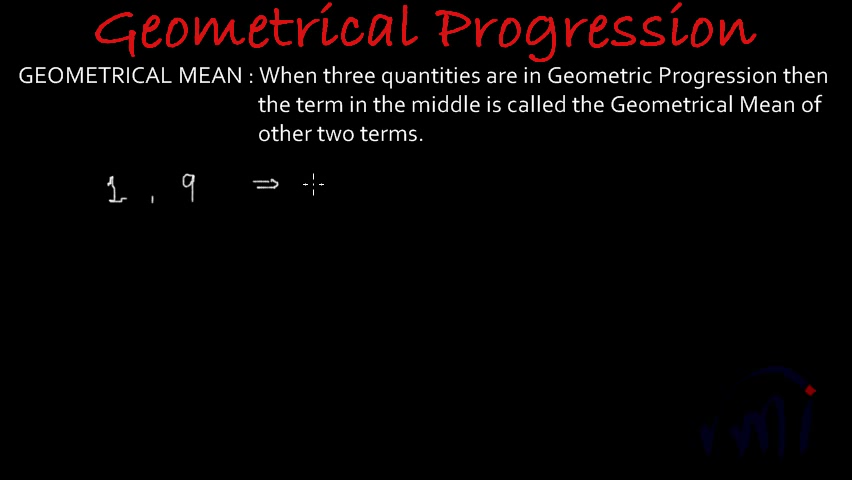 Geometrical Progression
GEOMETRICAL MEAN : When three quantities are in Geometric Progression then
the term in the middle is called the Geometrical Mean of
other two terms.
1 , 9 ⇒